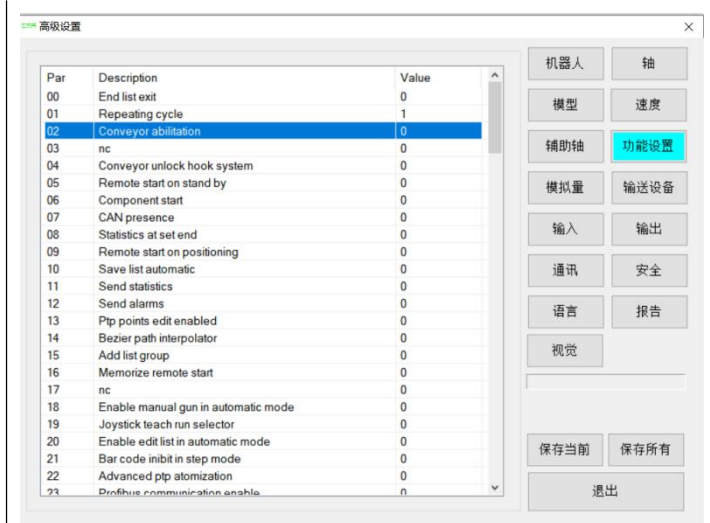 高级设置
Par Description Value
00 End list exit 0
01 Repeating cycle 1
02 Conveyor abilitation 0
03 nc 0
04 Conveyor unlock hook system 0
05 Remote start on stand by 0
06 Component start 0
07 CAN presence 0
08 Statistics at set end 0
09 Remote start on positioning 0
10 Save list automatic 0
11 Send statistics 0
12 Send alarms 0
13 Ptp points edit enabled 0
14 Bezier path interpolator 0
15 Add list group 0
16 Memorize remote start 0
17 nc 0
18 Enable manual gun in automatic mode 0
19 Joystick teach run selector 0
20 Enable edit list in automatic mode 0
21 Bar code inibit in step mode 0
22 Advanced ptp atomization 0
23 Profibus communication enable 0
机器人 轴
模型 速度
辅助轴 功能设置
模拟量 输送设备
输入 输出
通讯 安全
语言 报告
视觉
保存当前 保存所有
退出